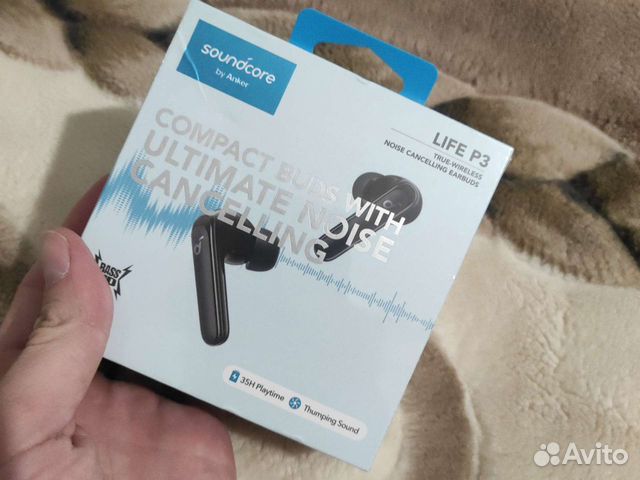 soundcore
by Anker
LIFE P3
TRUE-WIRELESS
NOISE CANCELLING EARBUDS
COMPACT BUDS WITH
ULTIMATE NOISE
CANCELLING
BASS
35H Playtime
Thumping Sound
Avito